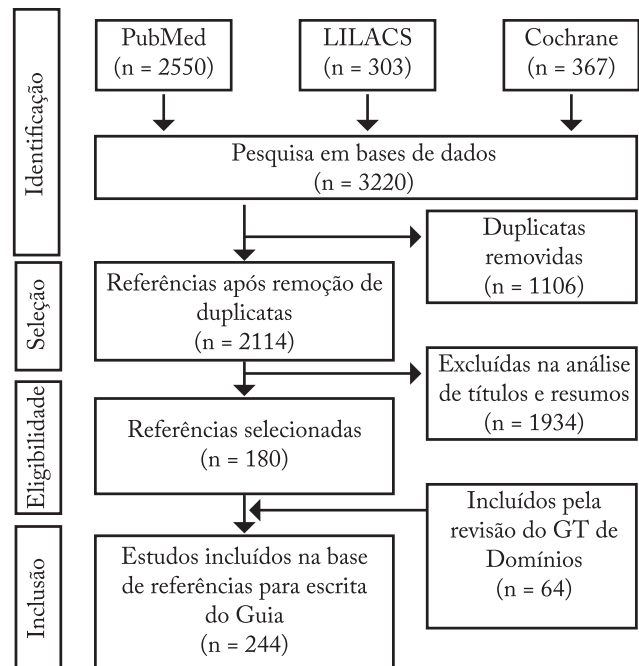 Identificação
PubMed
(n = 2550)
LILACS
(n = 303)
Cochrane
(n = 367)
Pesquisa em bases de dados
(n = 3220)
Duplicatas
removidas
(n = 1106)
Seleção
Referências após remoção de
duplicatas
(n = 2114)
Excluídas na análise
de títulos e resumos
(n = 1934)
Eligibilidade
Referências selecionadas
(n = 180)
Incluídos pela
revisão do GT de
Domínios
(n = 64)
Inclusão
Estudos incluídos na base
de referências para escrita
do Guia
(n = 244)